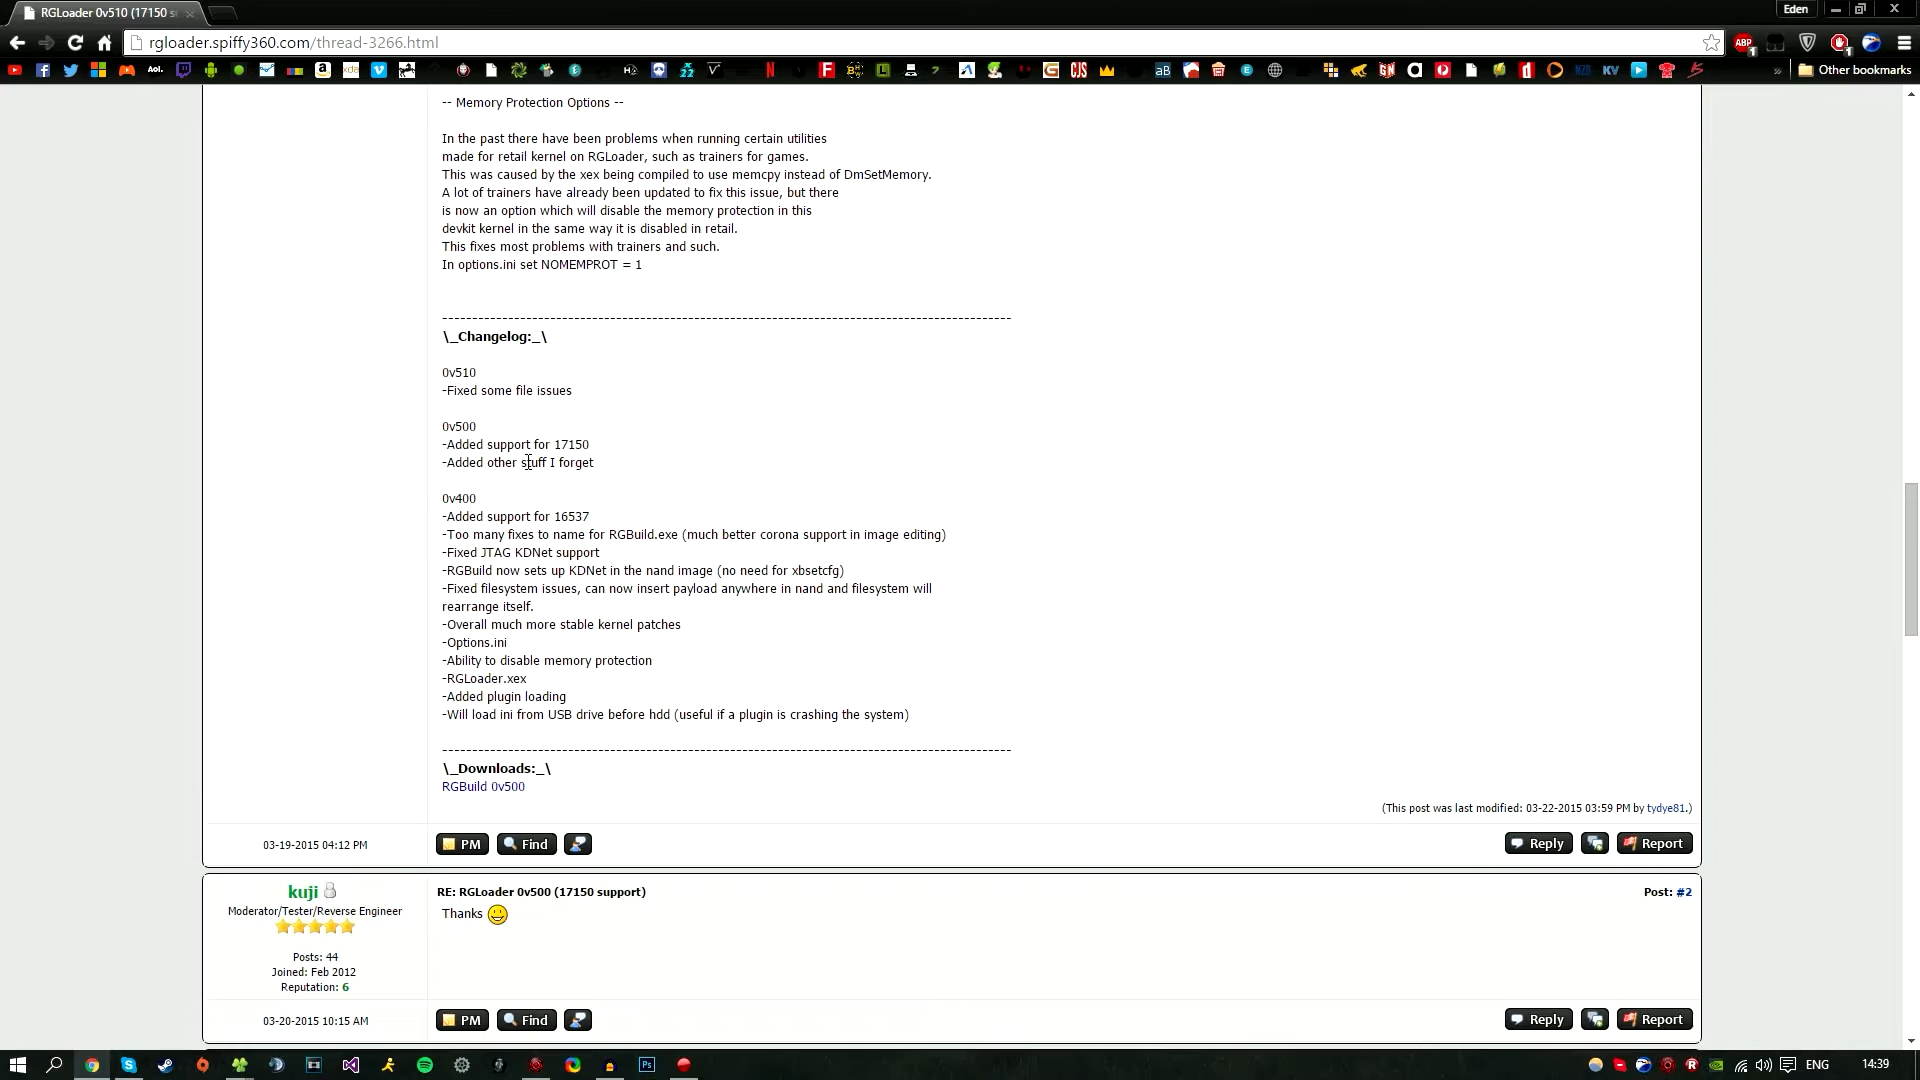 RGLoader 0v510 (17150 s
Eden
rgloader.spiffy360.com/thread-3266.html
Other bookmarks
-- Memory Protection Options --
In the past there have been problems when running certain utilities
made for retail kernel on RGLoader, such as trainers for games.
This was caused by the xex being compiled to use memcpy instead of DmSetMemory.
A lot of trainers have already been updated to fix this issue, but there
is now an option which will disable the memory protection in this
devkit kernel in the same way it is disabled in retail.
This fixes most problems with trainers and such.
In options.ini set NOMEMPROT = 1
-----------------------------------------------------------------------------------------------
\_Changelog:_\
0v510
-Fixed some file issues
0v500
-Added support for 17150
-Added other stuff I forget
0v400
-Added support for 16537
-Too many fixes to name for RGBuild.exe (much better corona support in image editing)
-Fixed JTAG KDNet support
-RGBuild now sets up KDNet in the nand image (no need for xbsetcfg)
-Fixed filesystem issues, can now insert payload anywhere in nand and filesystem will
rearrange itself.
-Overall much more stable kernel patches
-Options.ini
-Ability to disable memory protection
-RGLoader.xex
-Added plugin loading
-Will load ini from USB drive before hdd (useful if a plugin is crashing the system)
-----------------------------------------------------------------------------------------------
\_Downloads:_\
RGBuild 0v500
(This post was last modified: 03-22-2015 03:59 PM by tydye81.)
03-19-2015 04:12 PM
PM Find
Reply Report
kuji
Moderator/Tester/Reverse Engineer
Posts: 44
Joined: Feb 2012
Reputation: 6
RE: RGLoader 0v500 (17150 support)
Post: #2
Thanks
03-20-2015 10:15 AM
PM Find
Reply Report
ENG
14:39